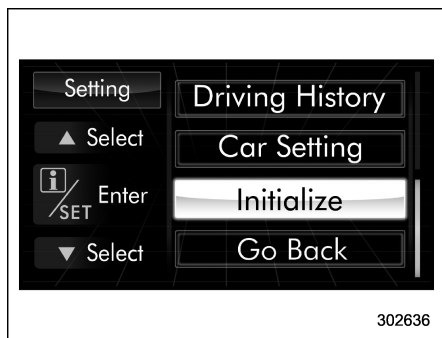 Setting
▲ Select
i/SET Enter
▼ Select
Driving History
Car Setting
Initialize
Go Back
302636